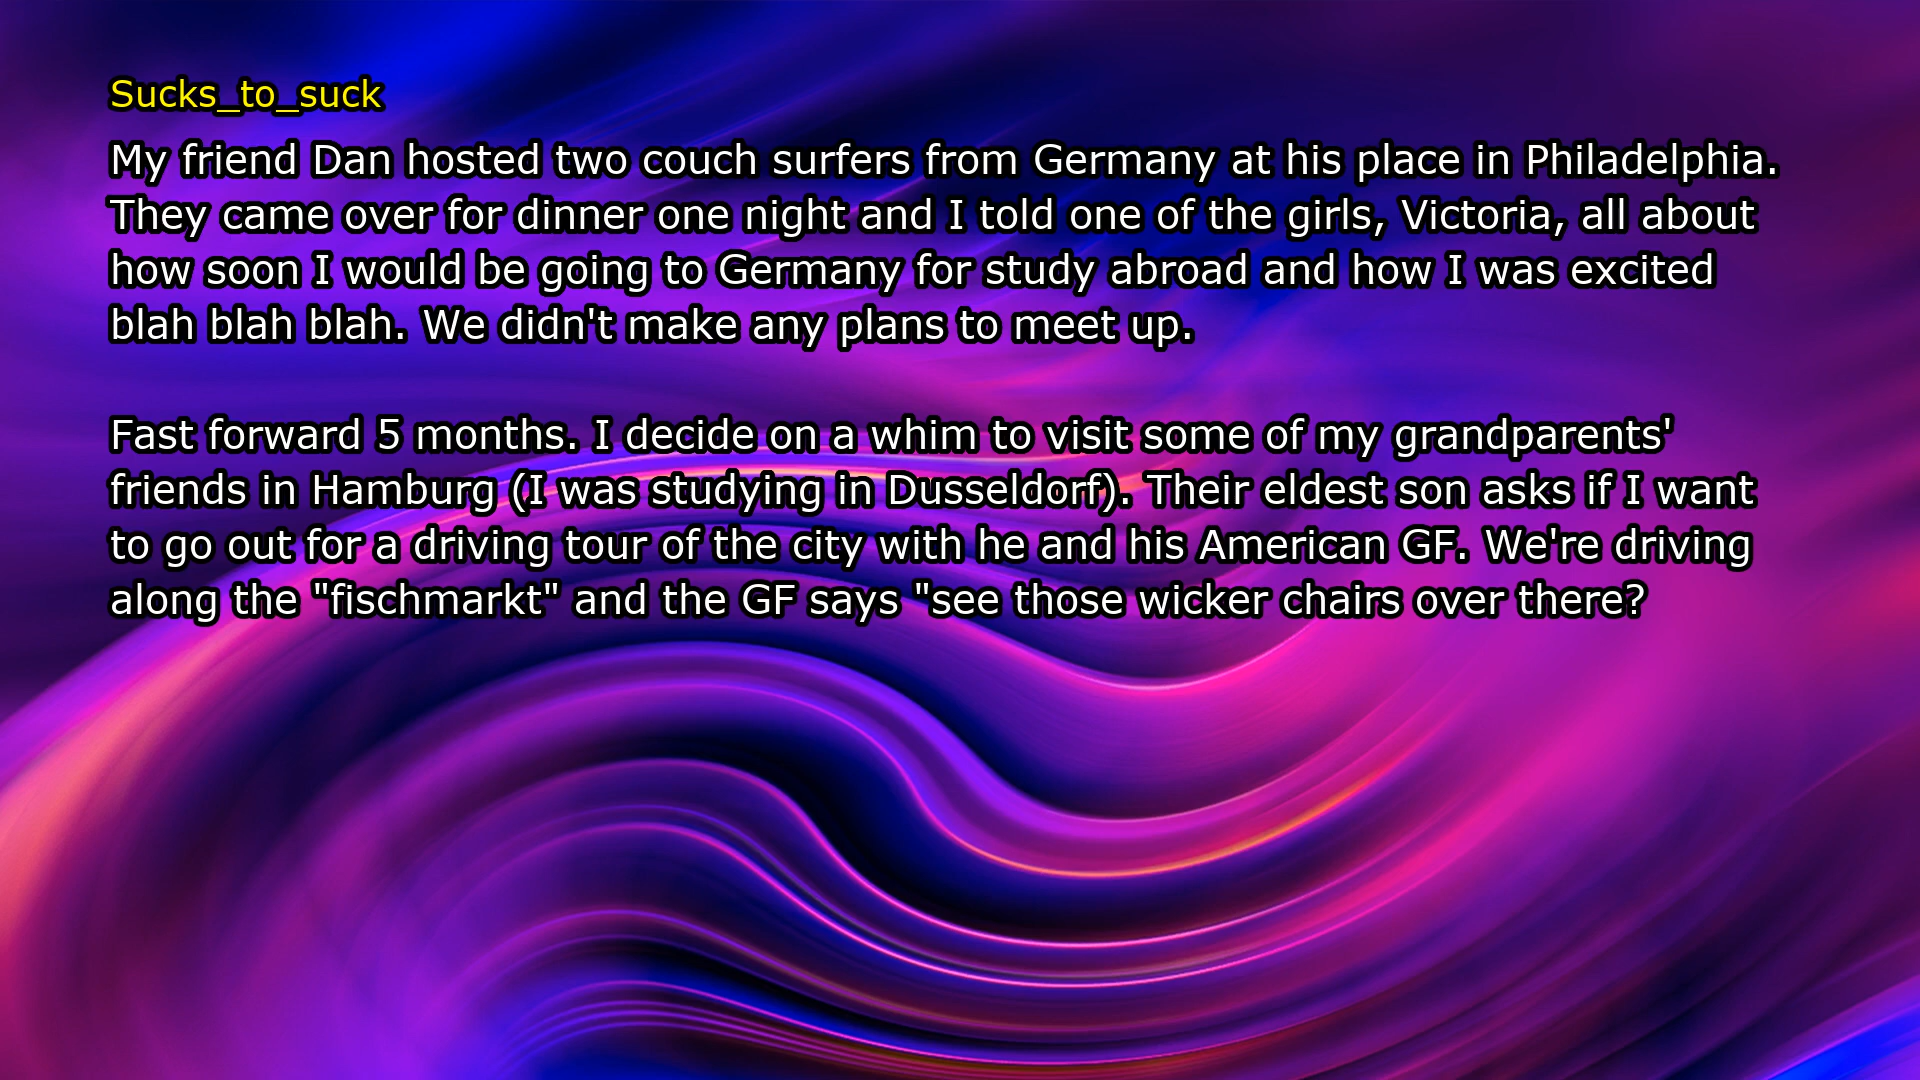 Sucks_to_suck
My friend Dan hosted two couch surfers from Germany at his place in Philadelphia.
They came over for dinner one night and I told one of the girls, Victoria, all about
how soon I would be going to Germany for study abroad and how I was excited
blah blah blah. We didn't make any plans to meet up.
Fast forward 5 months. I decide on a whim to visit some of my grandparents'
friends in Hamburg (I was studying in Dusseldorf). Their eldest son asks if I want
to go out for a driving tour of the city with he and his American GF. We're driving
along the "fischmarkt" and the GF says "see those wicker chairs over there?